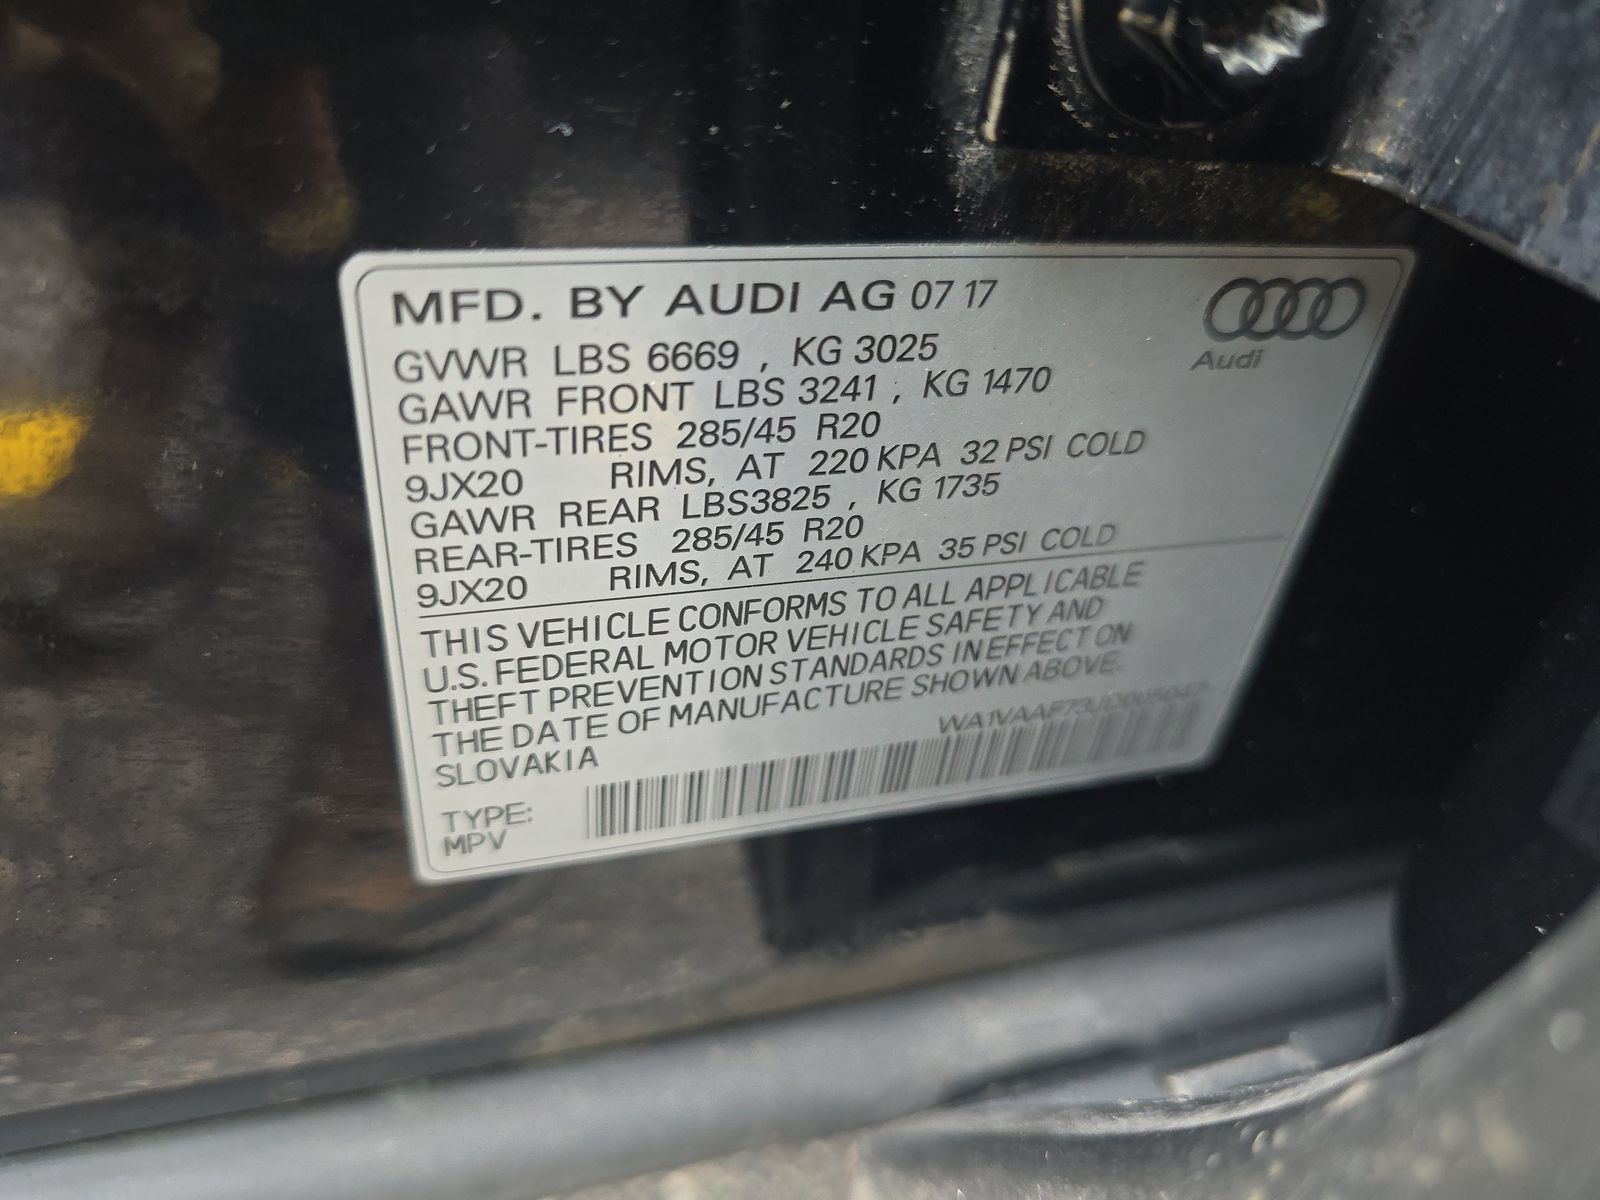 MFD. BY AUDI AG 07 17
Audi
GVWR LBS 6669 , KG 3025
GAWR FRONT LBS 3241 , KG 1470
FRONT-TIRES 285/45 R20
9JX20 RIMS, AT 220 KPA 32 PSI COLD
GAWR REAR LBS3825 , KG 1735
REAR-TIRES 285/45 R20
9JX20 RIMS, AT 240 KPA 35 PSI COLD
THIS VEHICLE CONFORMS TO ALL APPLICABLE
U.S. FEDERAL MOTOR VEHICLE SAFETY AND
THEFT PREVENTION STANDARDS IN EFFECT ON
THE DATE OF MANUFACTURE SHOWN ABOVE.
SLOVAKIA
TYPE:
MPV